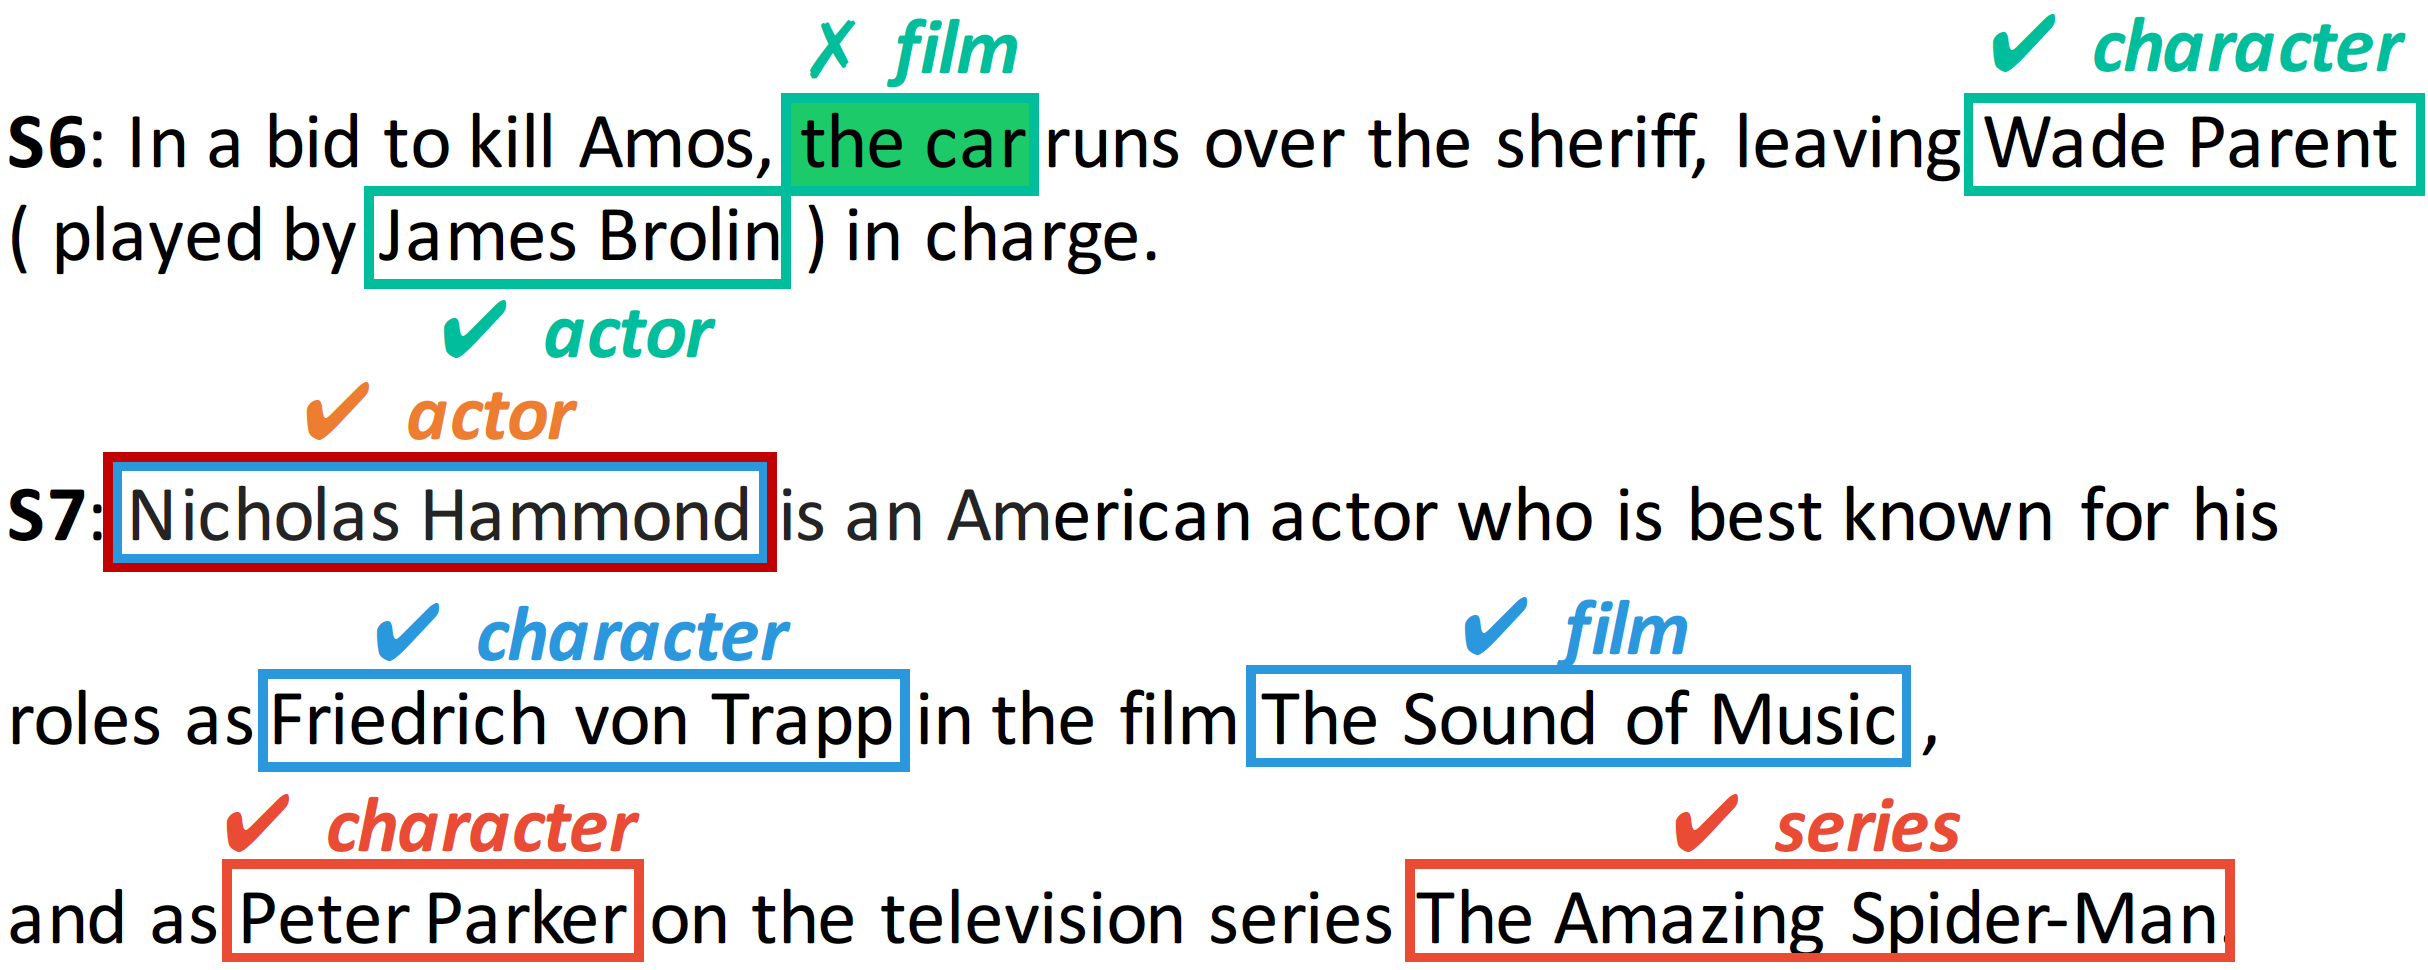 ✗ film ✔ character
S6: In a bid to kill Amos, the car runs over the sheriff, leaving Wade Parent
( played by James Brolin ) in charge.
✔ actor
✔ actor
S7: Nicholas Hammond is an American actor who is best known for his
✔ character ✔ film
roles as Friedrich von Trapp in the film The Sound of Music ,
✔ character ✔ series
and as Peter Parker on the television series The Amazing Spider-Man.